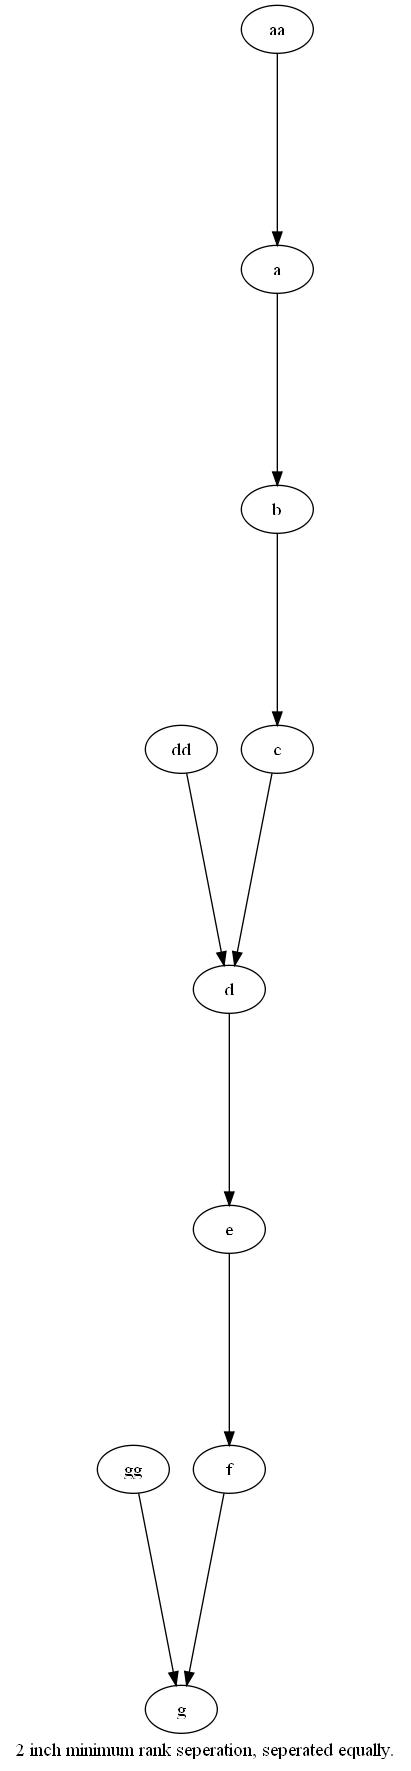 aa
a
b
dd c
d
e
gg f
g
2 inch minimum rank seperation, seperated equally.